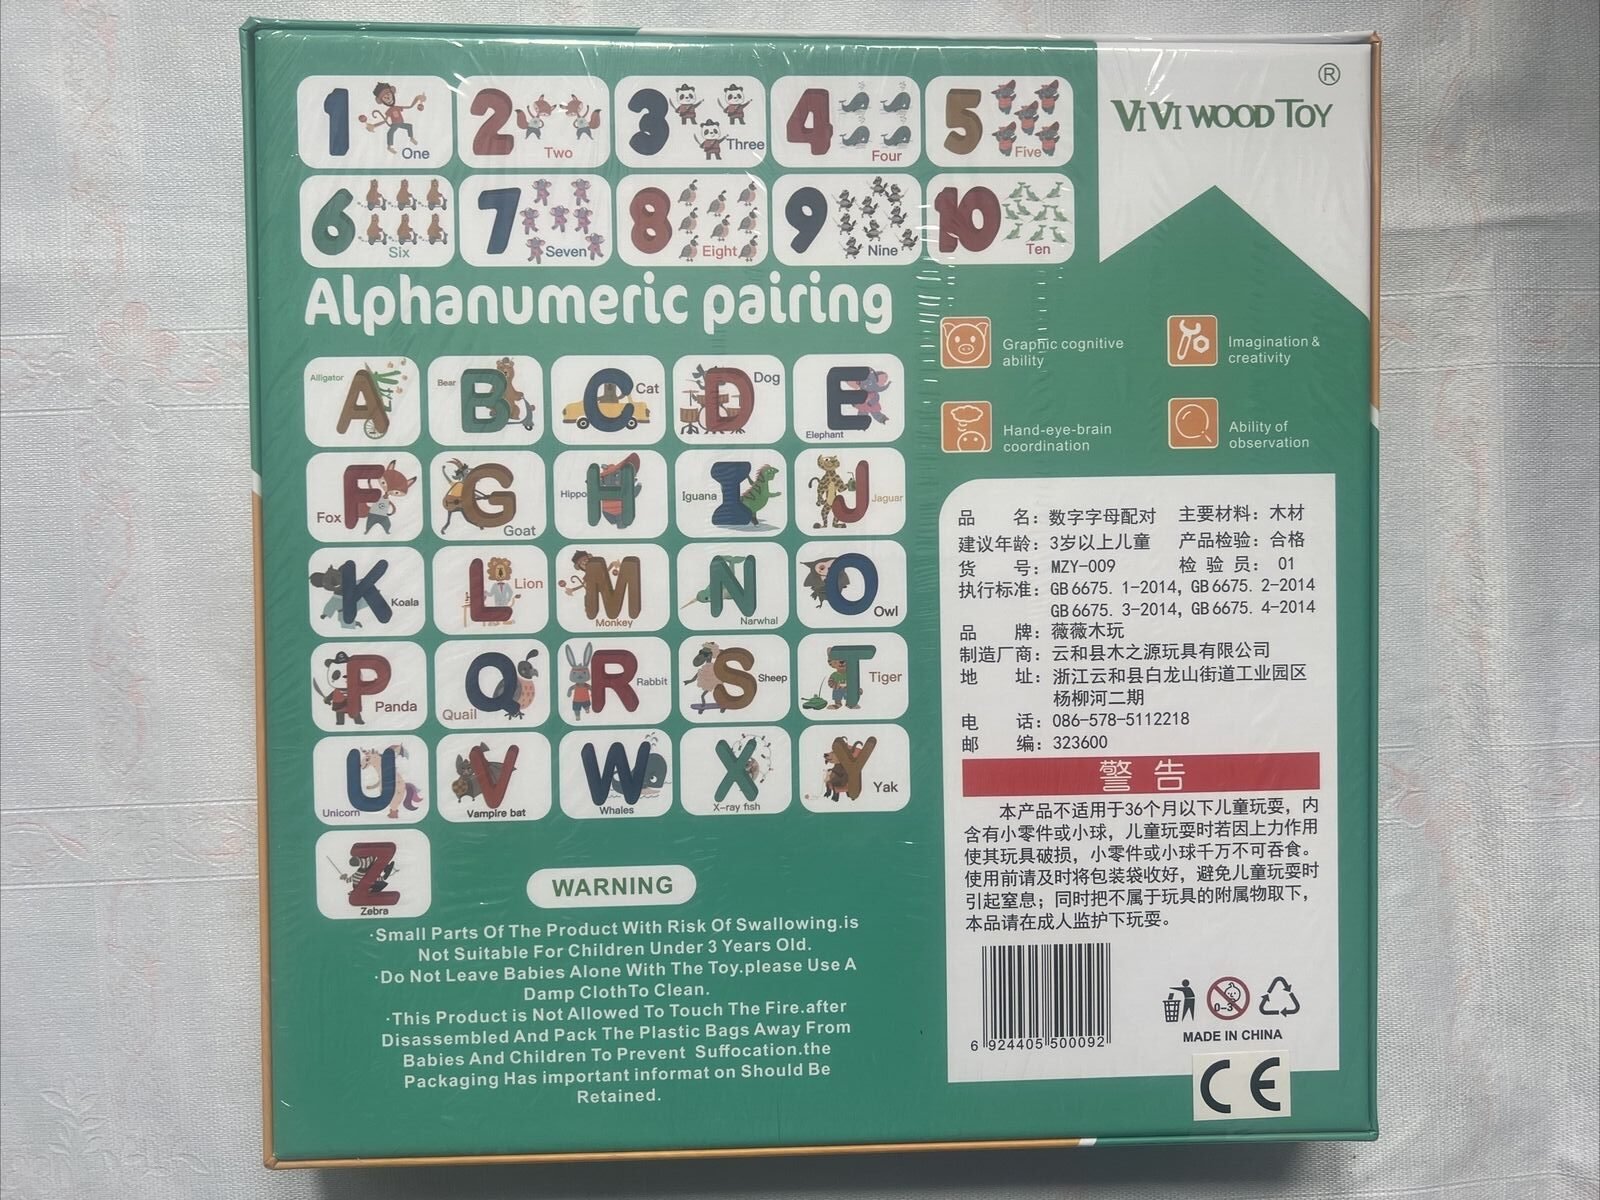 1 One
2 Two
3 Three
4 Four
5 Five
6 Six
7 Seven
8 Eight
9 Nine
10 Ten
®
ViVi WOOD TOY
Alphanumeric pairing
Graphic cognitive
ability
Imagination &
creativity
Hand-eye-brain
coordination
Ability of
observation
Alligator A
Bear B
C Cat
D Dog
E Elephant
Fox F
G Goat
Hippo H
Iguana I
J Jaguar
K Koala
L Lion
M Monkey
N Narwhal
O Owl
P Panda
Q Quail
R Rabbit
S Sheep
T Tiger
U Unicorn
V Vampire bat
W Whales
X X-ray fish
Y Yak
Z Zebra
WARNING
·Small Parts Of The Product With Risk Of Swallowing.is
Not Suitable For Children Under 3 Years Old.
·Do Not Leave Babies Alone With The Toy.please Use A
Damp ClothTo Clean.
·This Product is Not Allowed To Touch The Fire.after
Disassembled And Pack The Plastic Bags Away From
Babies And Children To Prevent Suffocation.the
Packaging Has important informat on Should Be
Retained.
品 名：数字字母配对 主要材料：木材
建议年龄：3岁以上儿童 产品检验：合格
货 号：MZY-009 检 验 员： 01
执行标准：GB6675. 1-2014, GB6675. 2-2014
GB6675. 3-2014, GB6675. 4-2014
品 牌：薇薇木玩
制造厂商：云和县木之源玩具有限公司
地 址：浙江云和县白龙山街道工业园区
杨柳河二期
电 话：086-578-5112218
邮 编：323600
警 告
本产品不适用于36个月以下儿童玩耍，内
含有小零件或小球，儿童玩耍时若因上力作用
使其玩具破损，小零件或小球千万不可吞食。
使用前请及时将包装袋收好，避免儿童玩耍时
引起窒息；同时把不属于玩具的附属物取下，
本品请在成人监护下玩耍。
6 924405 500092
0-3
MADE IN CHINA
CE